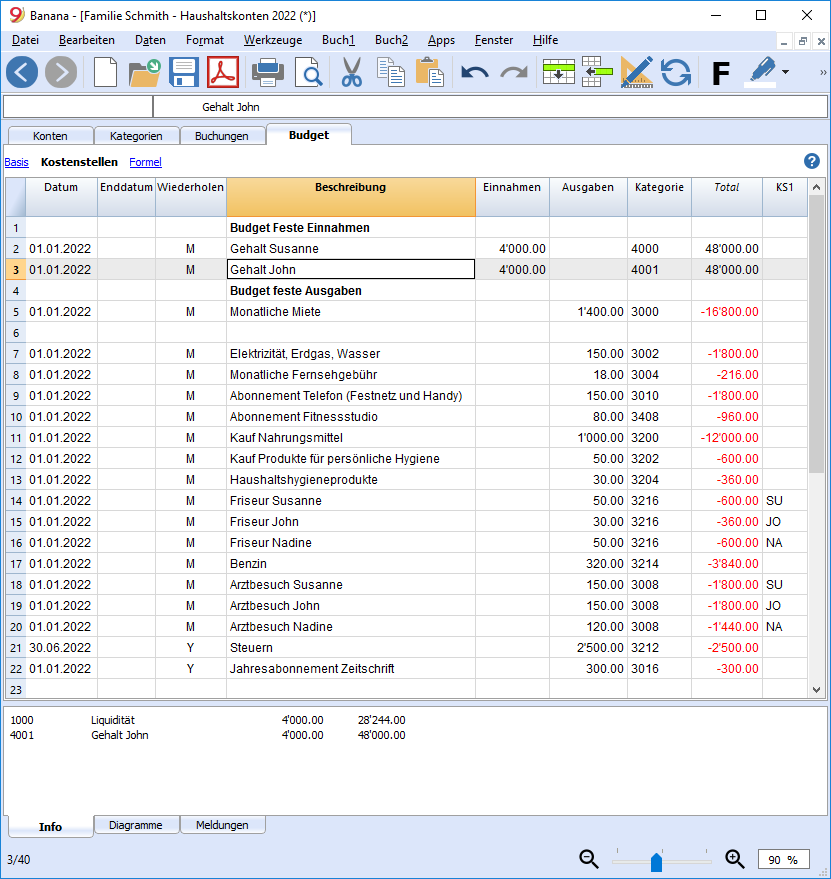 Banana - [Familie Schmith - Haushaltskonten 2022 (*)]
Datei Bearbeiten Daten Format Werkzeuge Buch1 Buch2 Apps Fenster Hilfe
F »
Gehalt John
Konten Kategorien Buchungen Budget
Basis Kostenstellen Formel ?
Datum Enddatum Wiederholen Beschreibung Einnahmen Ausgaben Kategorie Total KS1
1 Budget Feste Einnahmen
2 01.01.2022 M Gehalt Susanne 4'000.00 4000 48'000.00
3 01.01.2022 M Gehalt John 4'000.00 4001 48'000.00
4 Budget feste Ausgaben
5 01.01.2022 M Monatliche Miete 1'400.00 3000 -16'800.00
6
7 01.01.2022 M Elektrizität, Erdgas, Wasser 150.00 3002 -1'800.00
8 01.01.2022 M Monatliche Fernsehgebühr 18.00 3004 -216.00
9 01.01.2022 M Abonnement Telefon (Festnetz und Handy) 150.00 3010 -1'800.00
10 01.01.2022 M Abonnement Fitnessstudio 80.00 3408 -960.00
11 01.01.2022 M Kauf Nahrungsmittel 1'000.00 3200 -12'000.00
12 01.01.2022 M Kauf Produkte für persönliche Hygiene 50.00 3202 -600.00
13 01.01.2022 M Haushaltshygieneprodukte 30.00 3204 -360.00
14 01.01.2022 M Friseur Susanne 50.00 3216 -600.00 SU
15 01.01.2022 M Friseur John 30.00 3216 -360.00 JO
16 01.01.2022 M Friseur Nadine 50.00 3216 -600.00 NA
17 01.01.2022 M Benzin 320.00 3214 -3'840.00
18 01.01.2022 M Arztbesuch Susanne 150.00 3008 -1'800.00 SU
19 01.01.2022 M Arztbesuch John 150.00 3008 -1'800.00 JO
20 01.01.2022 M Arztbesuch Nadine 120.00 3008 -1'440.00 NA
21 30.06.2022 Y Steuern 2'500.00 3212 -2'500.00
22 01.01.2022 Y Jahresabonnement Zeitschrift 300.00 3016 -300.00
23
1000 Liquidität 4'000.00 28'244.00
4001 Gehalt John 4'000.00 48'000.00
Info Diagramme Meldungen
3/40 90 %